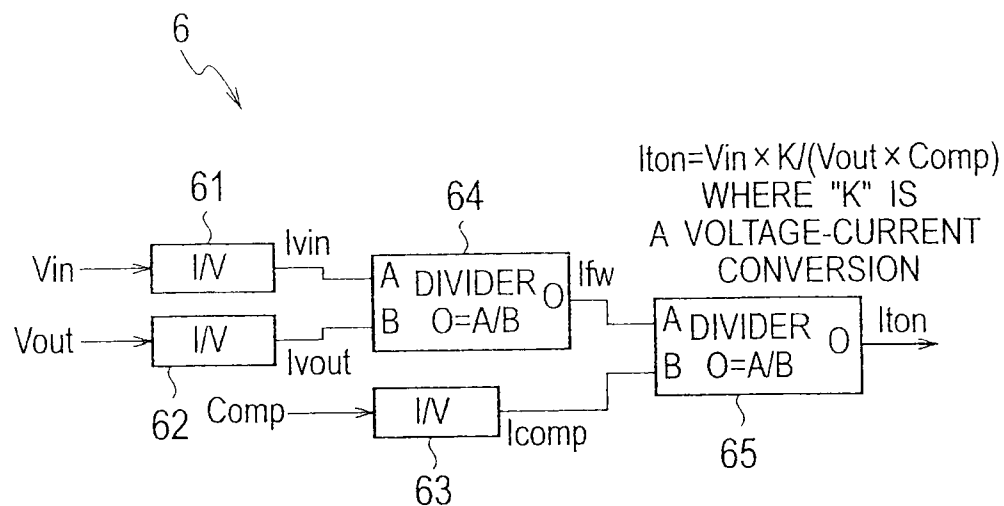 6
Iton=Vin×K/(Vout×Comp)
WHERE "K" IS
A VOLTAGE-CURRENT
CONVERSION
61
64
Vin
I/V
Ivin
A DIVIDER O
B O=A/B
Ifw
Vout
I/V
Ivout
A DIVIDER O
B O=A/B
Iton
62
Comp
I/V
Icomp
63
65